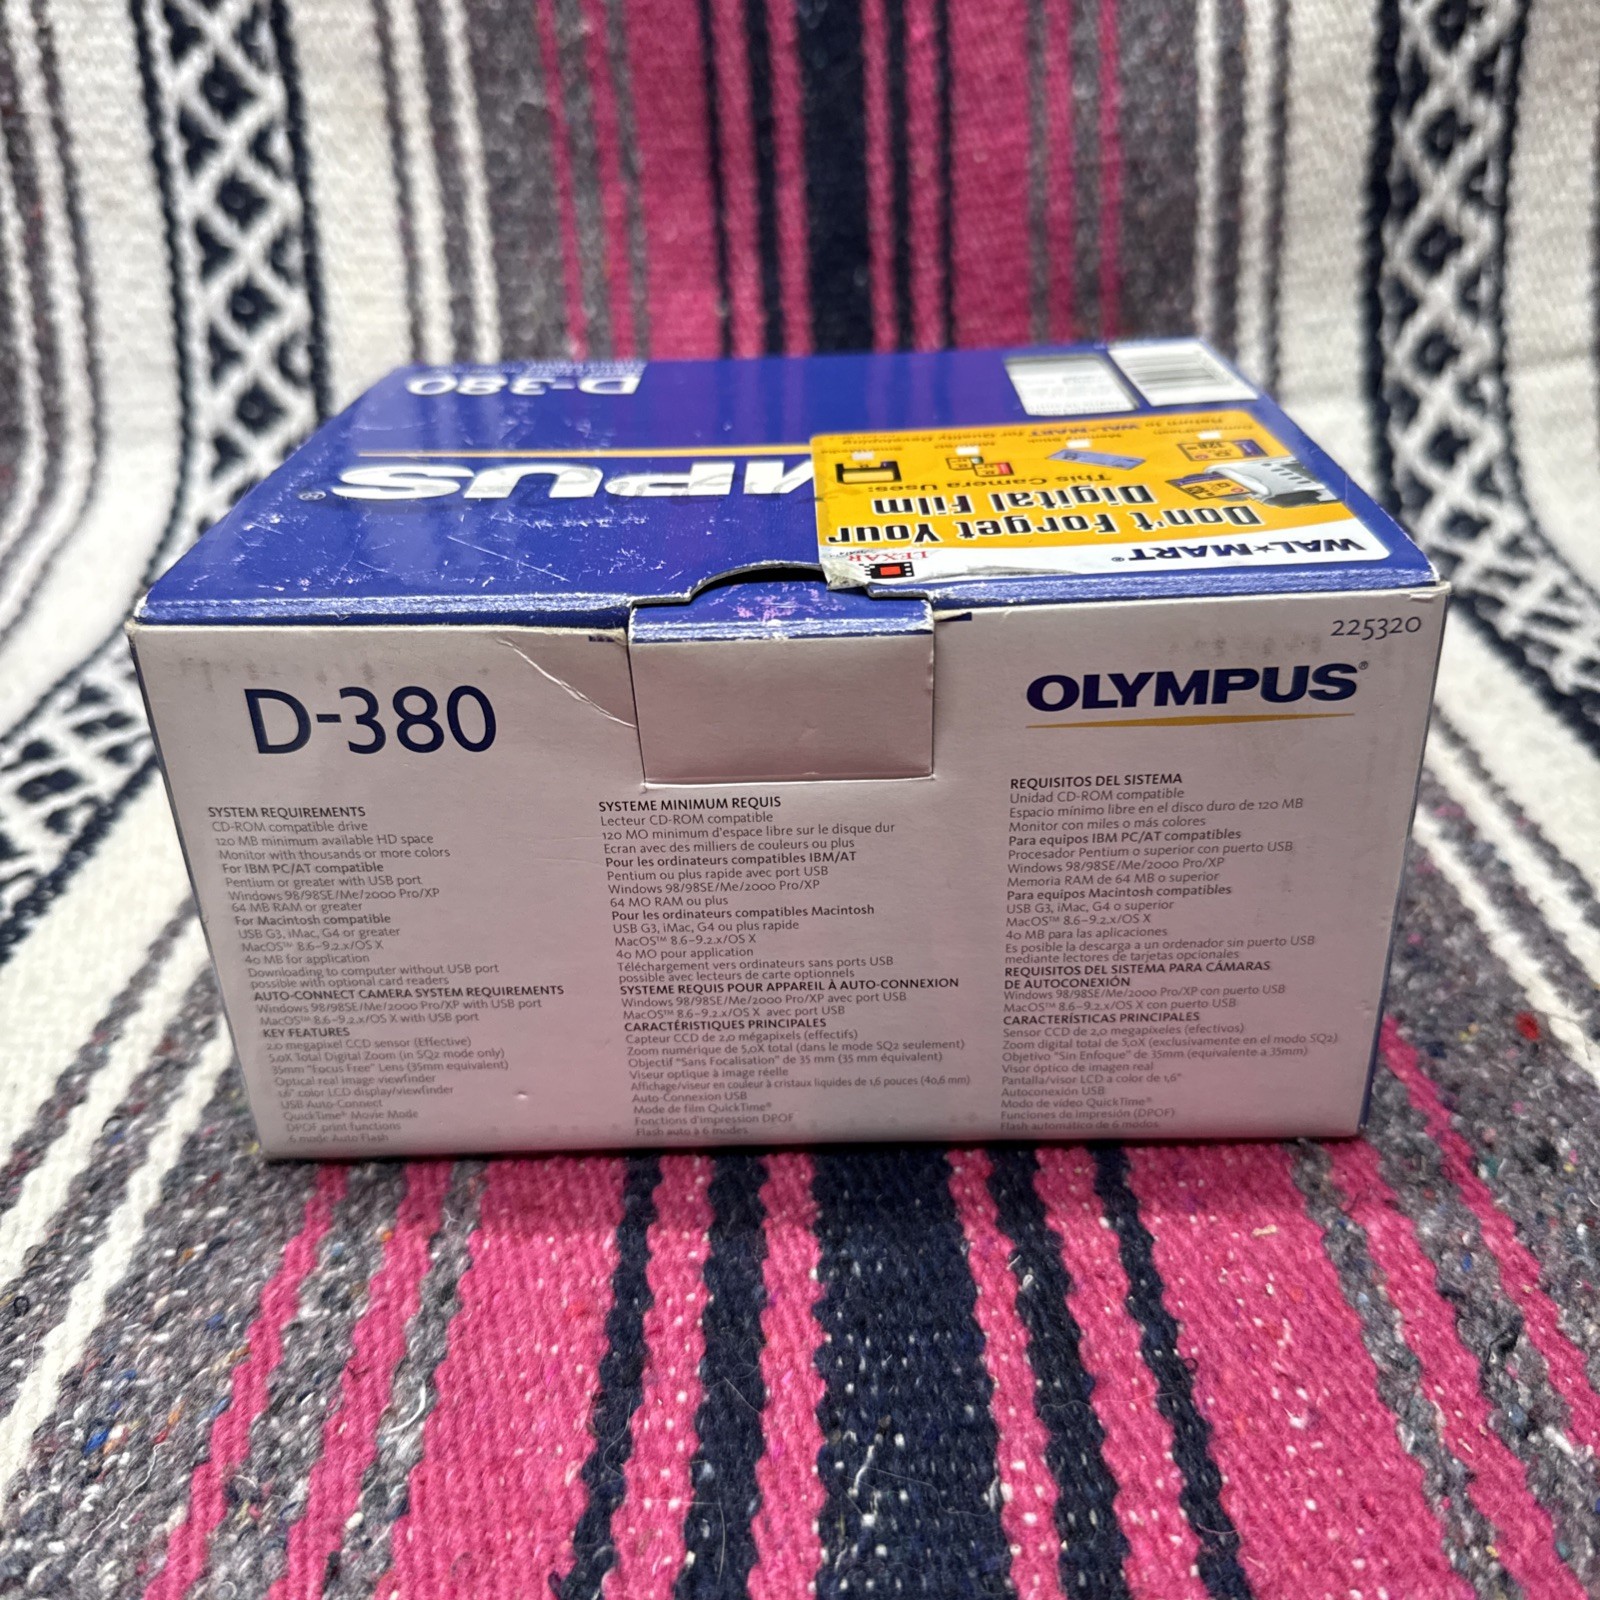 D-380
OLYMPUS®
WAL★MART®
LEXAR
Don't Forget Your
Digital Film
This Camera Uses:
Return to WAL★MART for Quality Developing
225320
D-380
OLYMPUS®
SYSTEM REQUIREMENTS
CD-ROM compatible drive
120 MB minimum available HD space
Monitor with thousands or more colors
For IBM PC/AT compatible
Pentium or greater with USB port
Windows 98/98SE/Me/2000 Pro/XP
64 MB RAM or greater
For Macintosh compatible
USB G3, iMac, G4 or greater
MacOS™ 8.6–9.2.x/OS X
40 MB for application
Downloading to computer without USB port
possible with optional card readers
AUTO-CONNECT CAMERA SYSTEM REQUIREMENTS
Windows 98/98SE/Me/2000 Pro/XP with USB port
MacOS™ 8.6–9.2.x/OS X with USB port
KEY FEATURES
2.0 megapixel CCD sensor (Effective)
5.0X Total Digital Zoom (in SQ2 mode only)
35mm "Focus Free" Lens (35mm equivalent)
Optical real image viewfinder
1.6" color LCD display/viewfinder
USB Auto-Connect
QuickTime® Movie Mode
DPOF print functions
6 mode Auto Flash
SYSTEME MINIMUM REQUIS
Lecteur CD-ROM compatible
120 MO minimum d'espace libre sur le disque dur
Ecran avec des milliers de couleurs ou plus
Pour les ordinateurs compatibles IBM/AT
Pentium ou plus rapide avec port USB
Windows 98/98SE/Me/2000 Pro/XP
64 MO RAM ou plus
Pour les ordinateurs compatibles Macintosh
USB G3, iMac, G4 ou plus rapide
MacOS™ 8.6–9.2.x/OS X
40 MO pour application
Téléchargement vers ordinateurs sans ports USB
possible avec lecteurs de carte optionnels
SYSTEME REQUIS POUR APPAREIL À AUTO-CONNEXION
Windows 98/98SE/Me/2000 Pro/XP avec port USB
MacOS™ 8.6–9.2.x/OS X avec port USB
CARACTÉRISTIQUES PRINCIPALES
Capteur CCD de 2,0 mégapixels (effectifs)
Zoom numérique de 5,0X total (dans le mode SQ2 seulement)
Objectif "Sans Focalisation" de 35 mm (35 mm équivalent)
Viseur optique à image réelle
Affichage/viseur en couleur à cristaux liquides de 1,6 pouces (40,6 mm)
Auto-Connexion USB
Mode de film QuickTime®
Fonctions d'impression DPOF
Flash auto à 6 modes
REQUISITOS DEL SISTEMA
Unidad CD-ROM compatible
Espacio mínimo libre en el disco duro de 120 MB
Monitor con miles o más colores
Para equipos IBM PC/AT compatibles
Procesador Pentium o superior con puerto USB
Windows 98/98SE/Me/2000 Pro/XP
Memoria RAM de 64 MB o superior
Para equipos Macintosh compatibles
USB G3, iMac, G4 o superior
MacOS™ 8.6–9.2.x/OS X
40 MB para las aplicaciones
Es posible la descarga a un ordenador sin puerto USB
mediante lectores de tarjetas opcionales
REQUISITOS DEL SISTEMA PARA CÁMARAS
DE AUTOCONEXIÓN
Windows 98/98SE/Me/2000 Pro/XP con puerto USB
MacOS™ 8.6–9.2.x/OS X con puerto USB
CARACTERÍSTICAS PRINCIPALES
Sensor CCD de 2,0 megapíxeles (efectivos)
Zoom digital total de 5,0X (exclusivamente en el modo SQ2)
Objetivo "Sin Enfoque" de 35mm (equivalente a 35mm)
Visor óptico de imagen real
Pantalla/visor LCD a color de 1,6"
Autoconexión USB
Modo de vídeo QuickTime®
Funciones de impresión (DPOF)
Flash automático de 6 modos